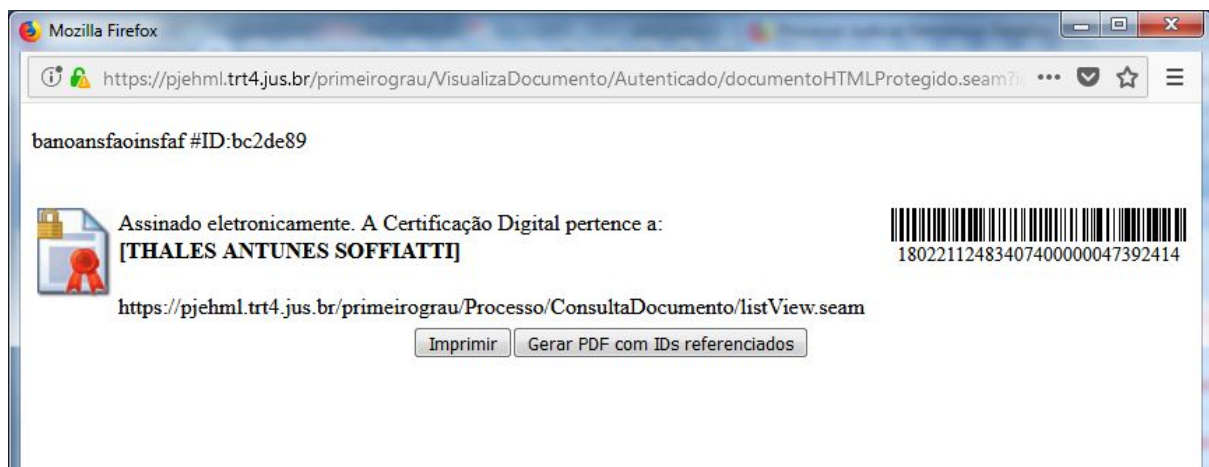 Mozilla Firefox
https://pjehml.trt4.jus.br/primeirograu/VisualizaDocumento/Autenticado/documentoHTMLProtegido.seam?i
banoansfaoinsfaf #ID:bc2de89
Assinado eletronicamente. A Certificação Digital pertence a:
[THALES ANTUNES SOFFIATTI]
18022112483407400000047392414
https://pjehml.trt4.jus.br/primeirograu/Processo/ConsultaDocumento/listView.seam
Imprimir Gerar PDF com IDs referenciados